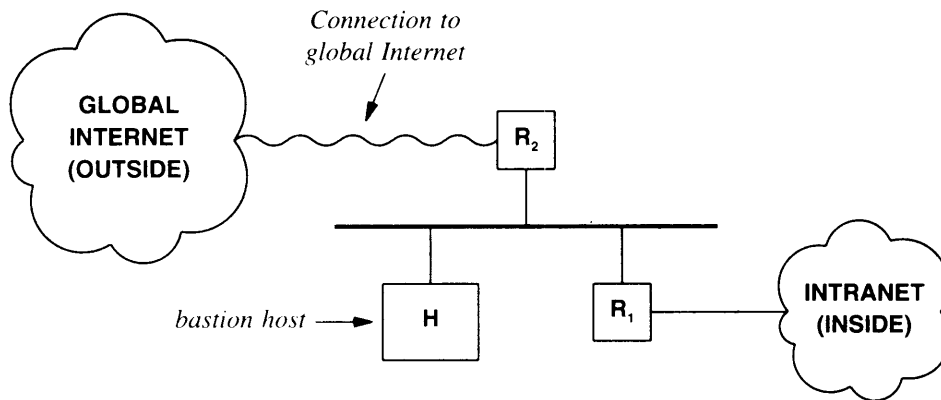 Connection to
global Internet
GLOBAL
INTERNET
(OUTSIDE)
R₂
bastion host
H
R₁
INTRANET
(INSIDE)